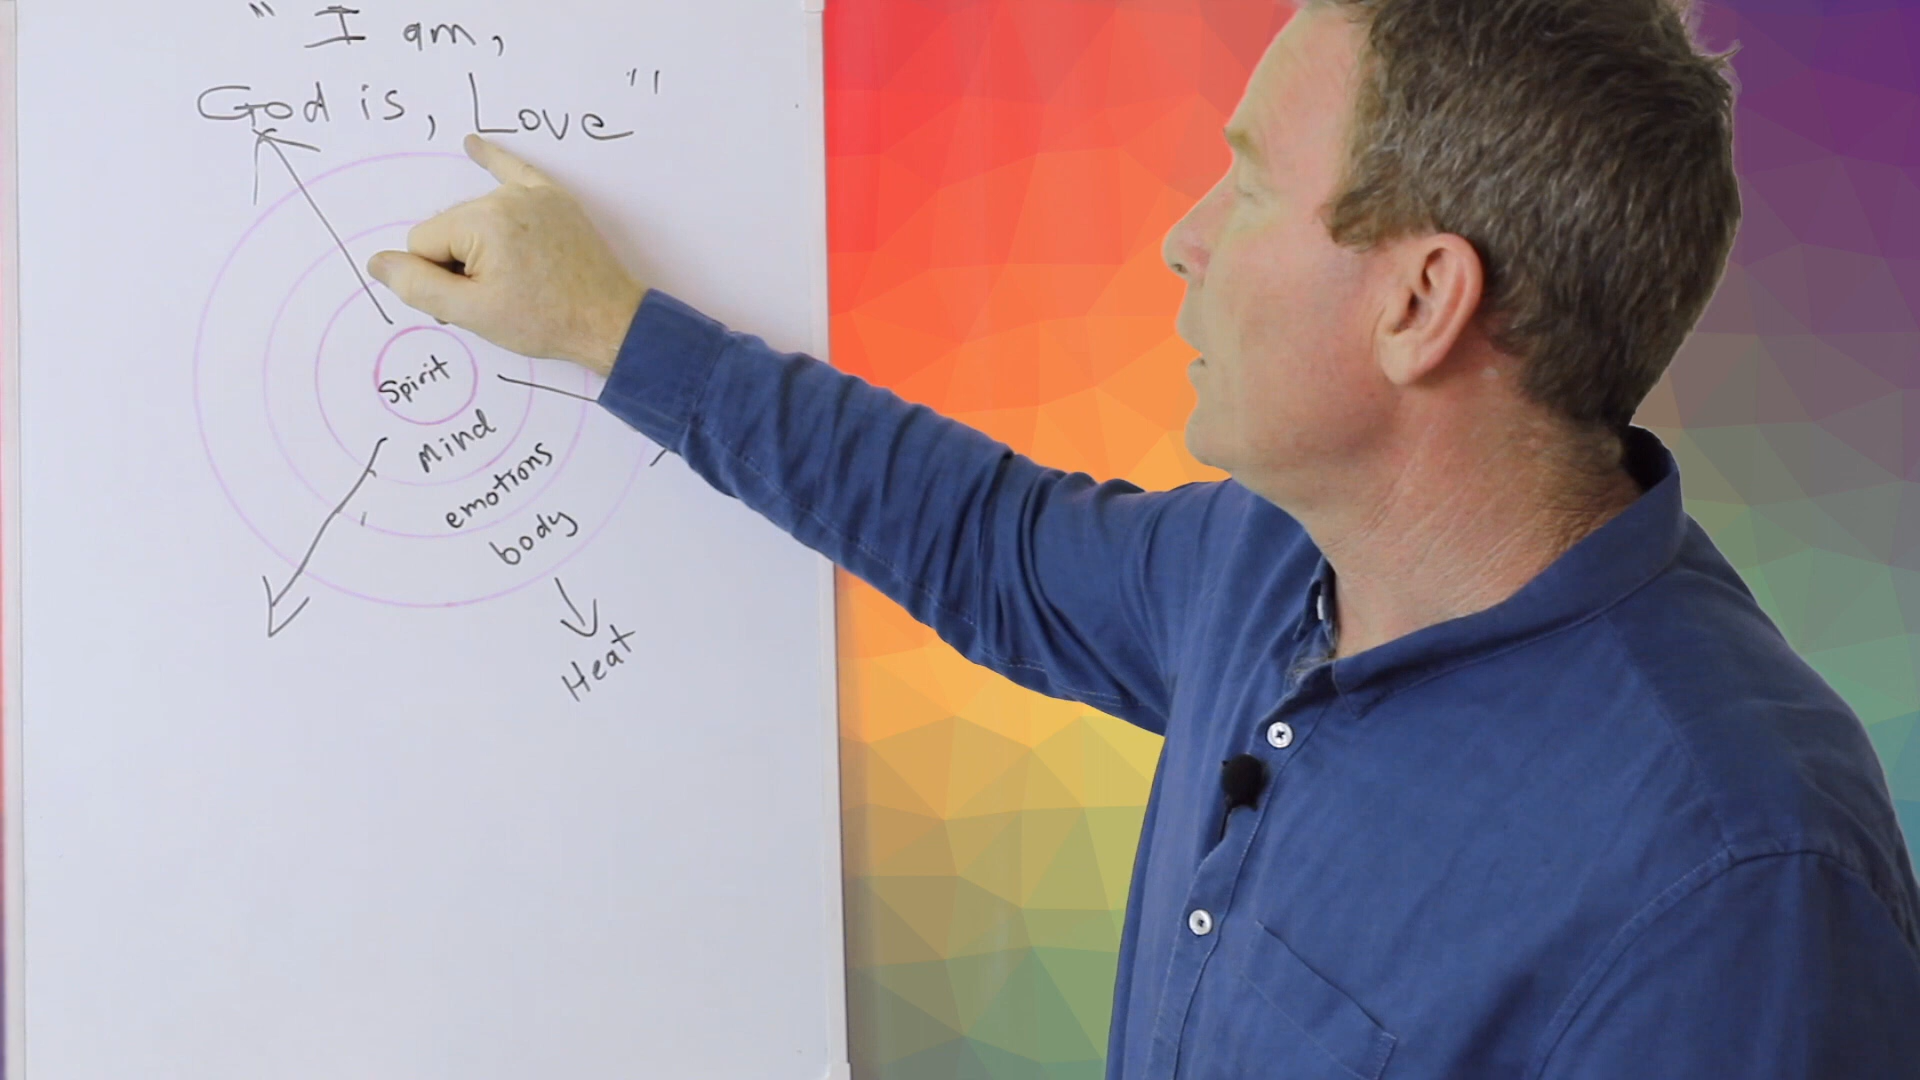 " I am,
God is, Love "
Spirit
Mind
emotions
body
Heat